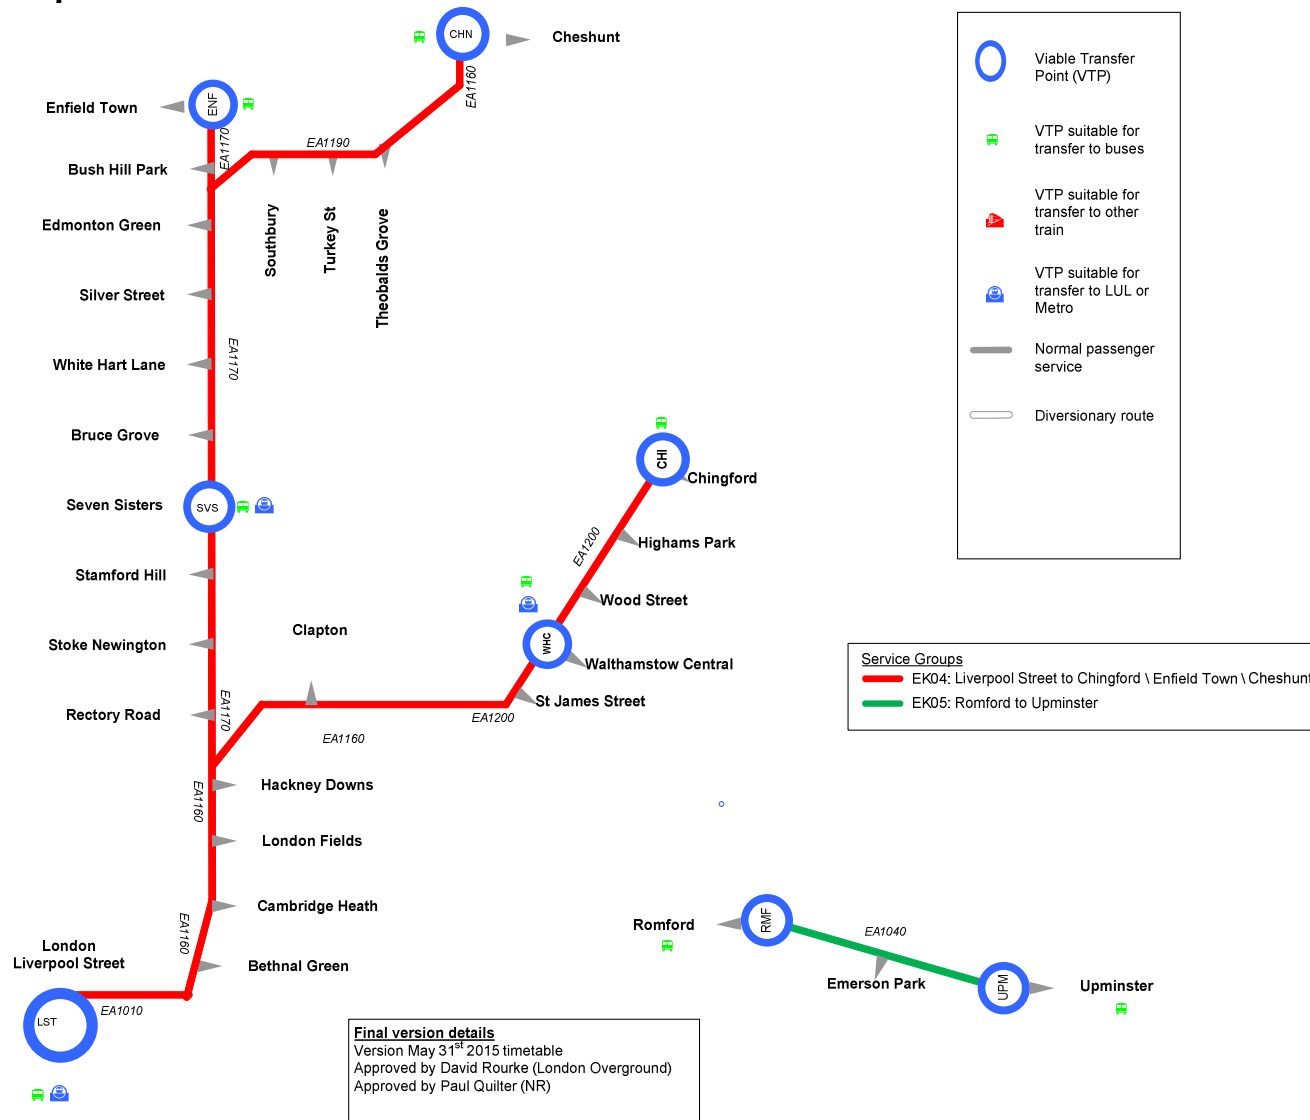 CHN
Cheshunt
EA1160
Enfield Town
ENF
EA1170
EA1190
Bush Hill Park
Edmonton Green
Southbury
Turkey St
Theobalds Grove
Silver Street
White Hart Lane
EA1170
Bruce Grove
Seven Sisters
SVS
Stamford Hill
Stoke Newington
Rectory Road
EA1170
Clapton
EA1160
EA1200
CHI
Chingford
Highams Park
EA1200
Wood Street
WHC
Walthamstow Central
St James Street
EA1160
Hackney Downs
London Fields
Cambridge Heath
EA1160
Bethnal Green
London
Liverpool Street
LST
EA1010
Viable Transfer
Point (VTP)
VTP suitable for
transfer to buses
VTP suitable for
transfer to other
train
VTP suitable for
transfer to LUL or
Metro
Normal passenger
service
Diversionary route
Service Groups
EK04: Liverpool Street to Chingford \ Enfield Town \ Cheshunt
EK05: Romford to Upminster
Romford
RMF
EA1040
Emerson Park
UPM
Upminster
Final version details
Version May 31st 2015 timetable
Approved by David Rourke (London Overground)
Approved by Paul Quilter (NR)